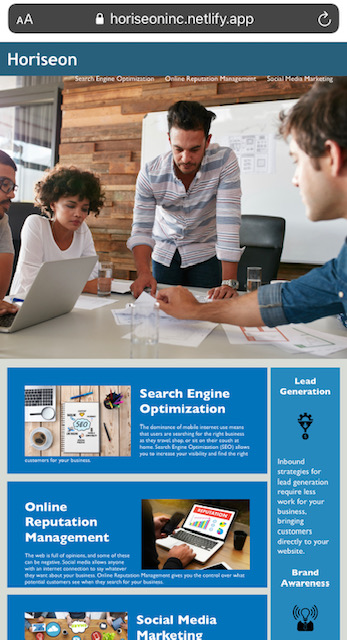 AA horiseoninc.netlify.app
Horiseon
Search Engine Optimization Online Reputation Management Social Media Marketing
Search Engine
Optimization
The dominance of mobile internet use means
that users are searching for the right business
as they travel, shop, or sit on their couch at
home. Search Engine Optimization (SEO) allows
you to increase your visibility and find the right
customers for your business.
SEO
Online
Reputation
Management
The web is full of opinions, and some of these
can be negative. Social media allows anyone
with an internet connection to say whatever
they want about your business. Online Reputation Management gives you the control over what
potential customers see when they search for your business.
REPUTATION
Social Media
Marketing
Lead
Generation
Inbound
strategies for
lead generation
require less
work for your
business,
bringing
customers
directly to your
website.
Brand
Awareness